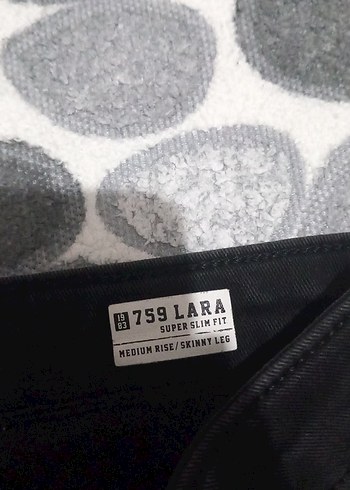 19
83
759 LARA
SUPER SLIM FIT
MEDIUM RISE/SKINNY LEG